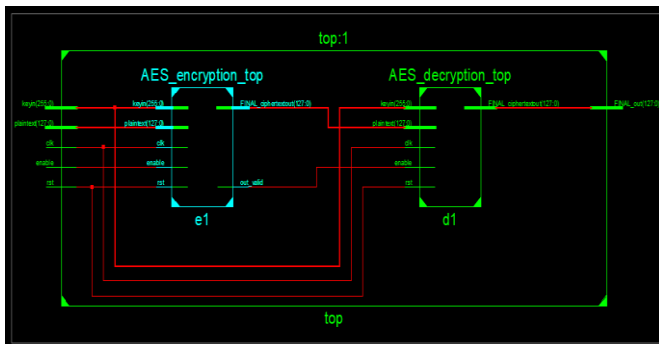 top:1
AES_encryption_top
AES_decryption_top
keyin(255:0)
keyin(255:0)
FINAL_ciphertextout(127:0)
keyin(255:0)
FINAL_ciphertextout(127:0)
FINAL_out(127:0)
plaintext(127:0)
plaintext(127:0)
plaintext(127:0)
clk
clk
clk
enable
enable
enable
rst
rst
out_valid
rst
e1
d1
top